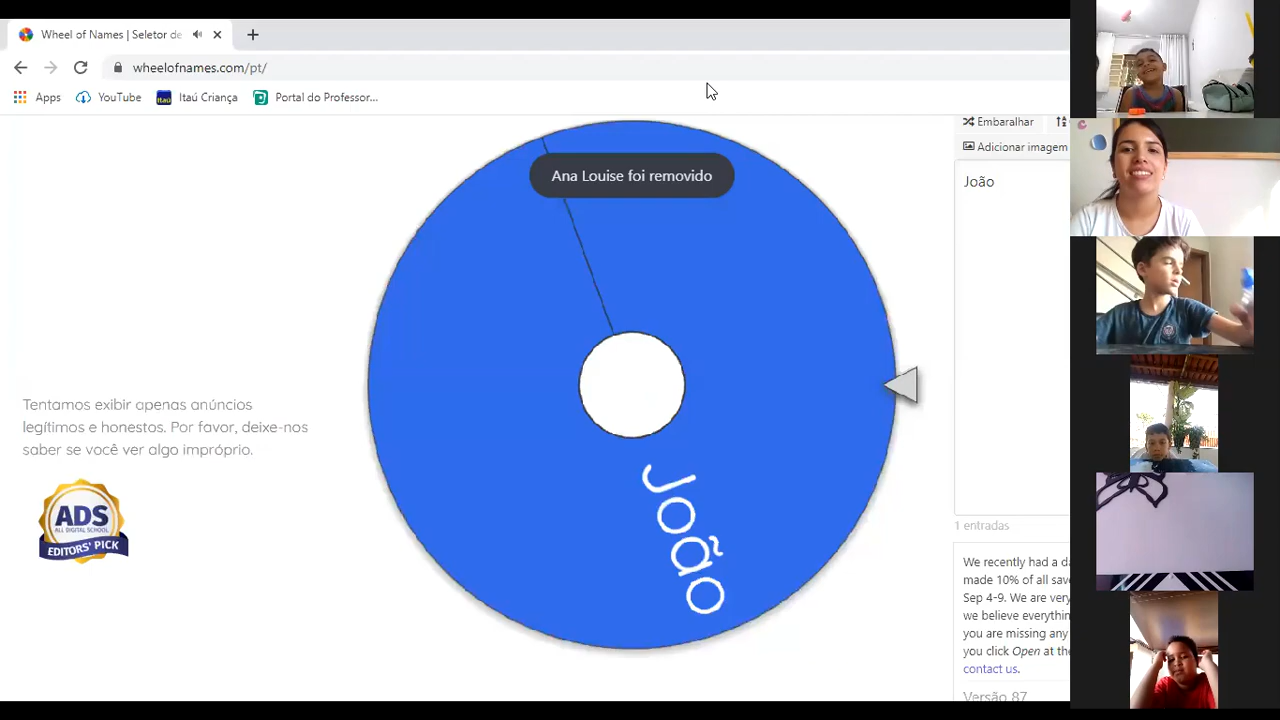 Wheel of Names | Seletor de
wheelofnames.com/pt/
Apps
YouTube
Itaú Criança
Portal do Professor...
Embaralhar
Adicionar imagem
João
Ana Louise foi removido
João
Tentamos exibir apenas anúncios
legítimos e honestos. Por favor, deixe-nos
saber se você ver algo impróprio.
ADS
ALL DIGITAL SCHOOL
EDITORS' PICK
1 entradas
We recently had a da
made 10% of all save
Sep 4-9. We are very
we believe everythin
you are missing any
you click Open at the
contact us.
Versão 87